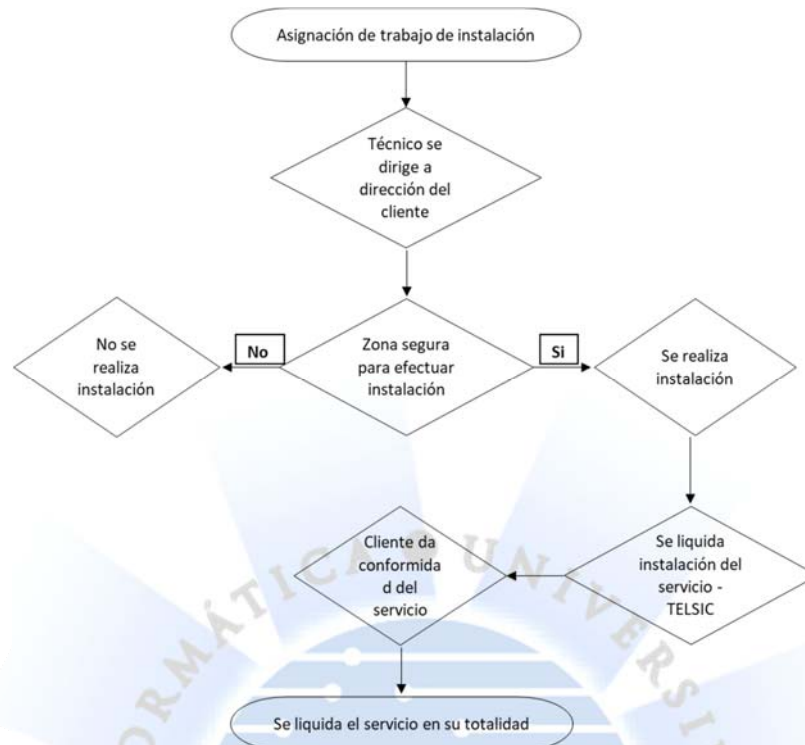 Asignación de trabajo de instalación
Técnico se
dirige a
dirección del
cliente
No se
realiza
instalación
No
Zona segura
para efectuar
instalación
Si
Se realiza
instalación
Cliente da
conformida
d del
servicio
Se liquida
instalación del
servicio -
TELSIC
ORMÁTICA UNIVERSI
Se liquida el servicio en su totalidad